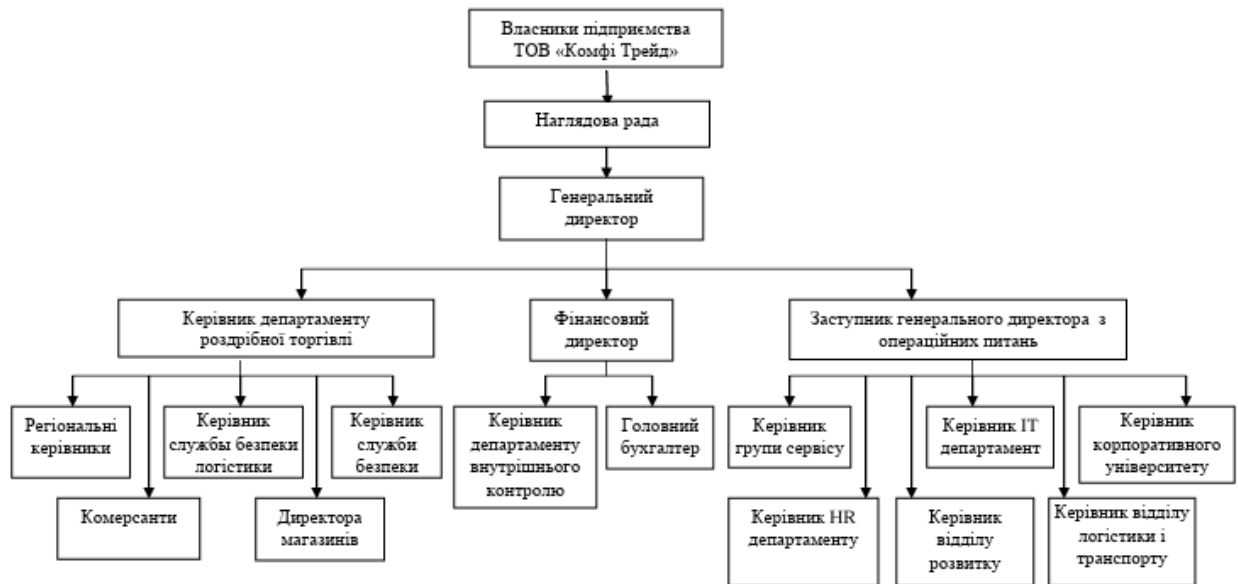 Власники підприємства
ТОВ «Комфі Трейд»
Наглядова рада
Генеральний
директор
Керівник департаменту
роздрібної торгівлі
Фінансовий
директор
Заступник генерального директора з
операційних питань
Регіональні
керівники
Керівник
службы безпеки
логістики
Керівник
служби
безпеки
Керівник
департаменту
внутрішнього
контролю
Головний
бухгалтер
Керівник
групи сервісу
Керівник ІТ
департамент
Керівник
корпоративного
університету
Комерсанти
Директора
магазинів
Керівник HR
департаменту
Керівник
відділу
розвитку
Керівник відділу
логістики і
транспорту